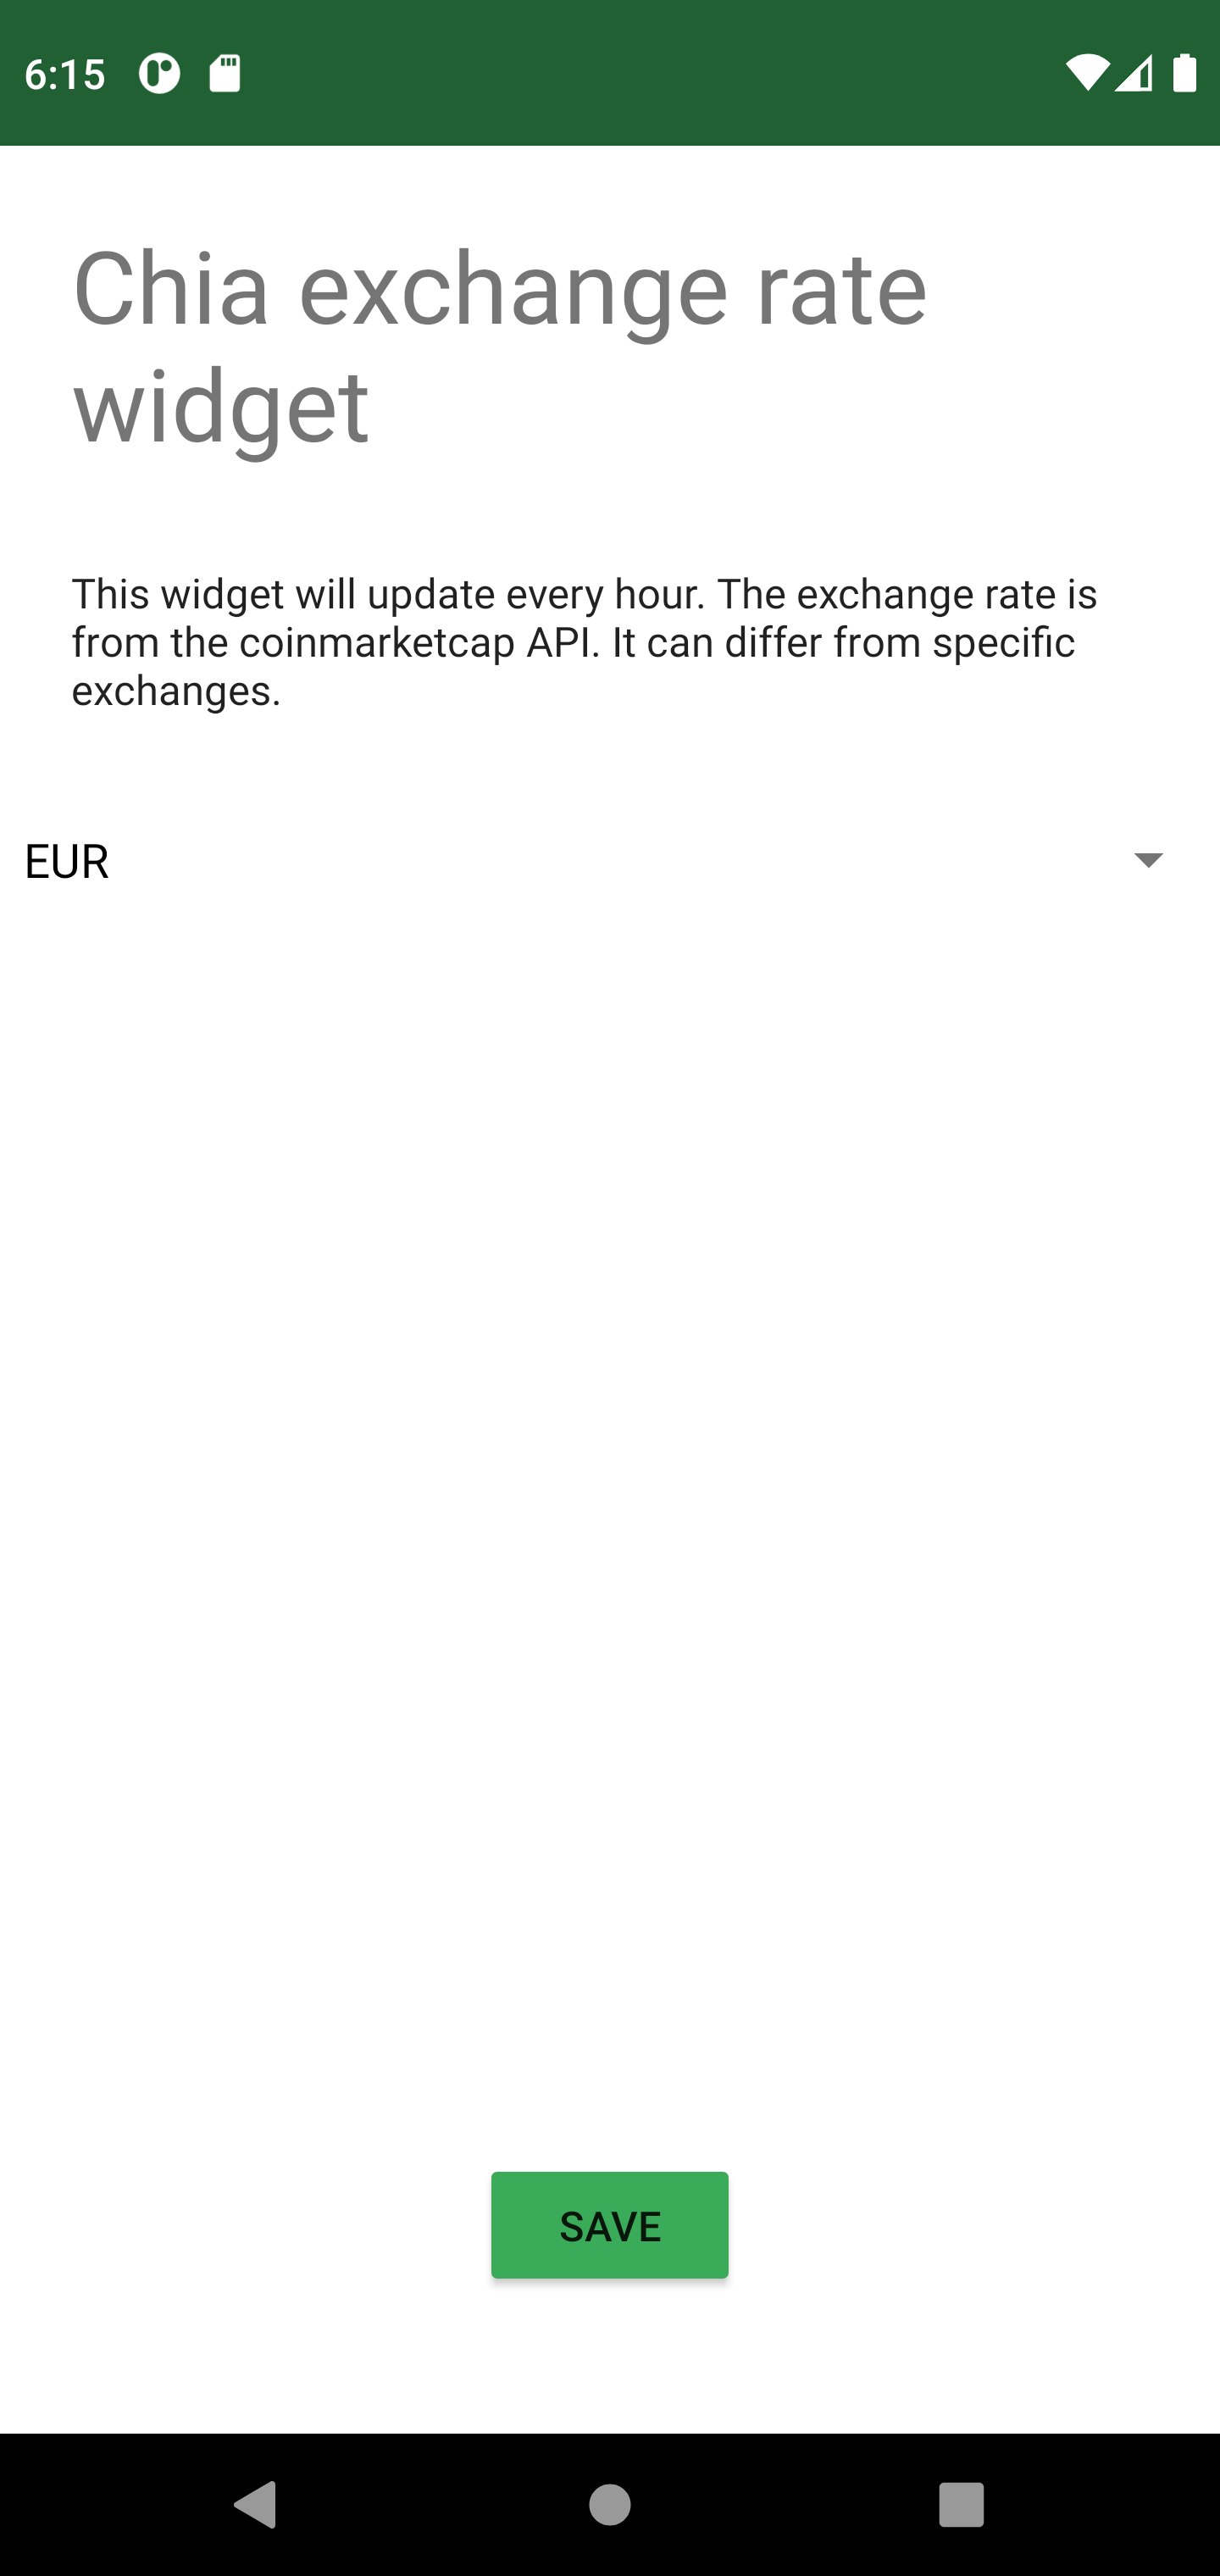 6:15
Chia exchange rate
widget
This widget will update every hour. The exchange rate is
from the coinmarketcap API. It can differ from specific
exchanges.
EUR
SAVE